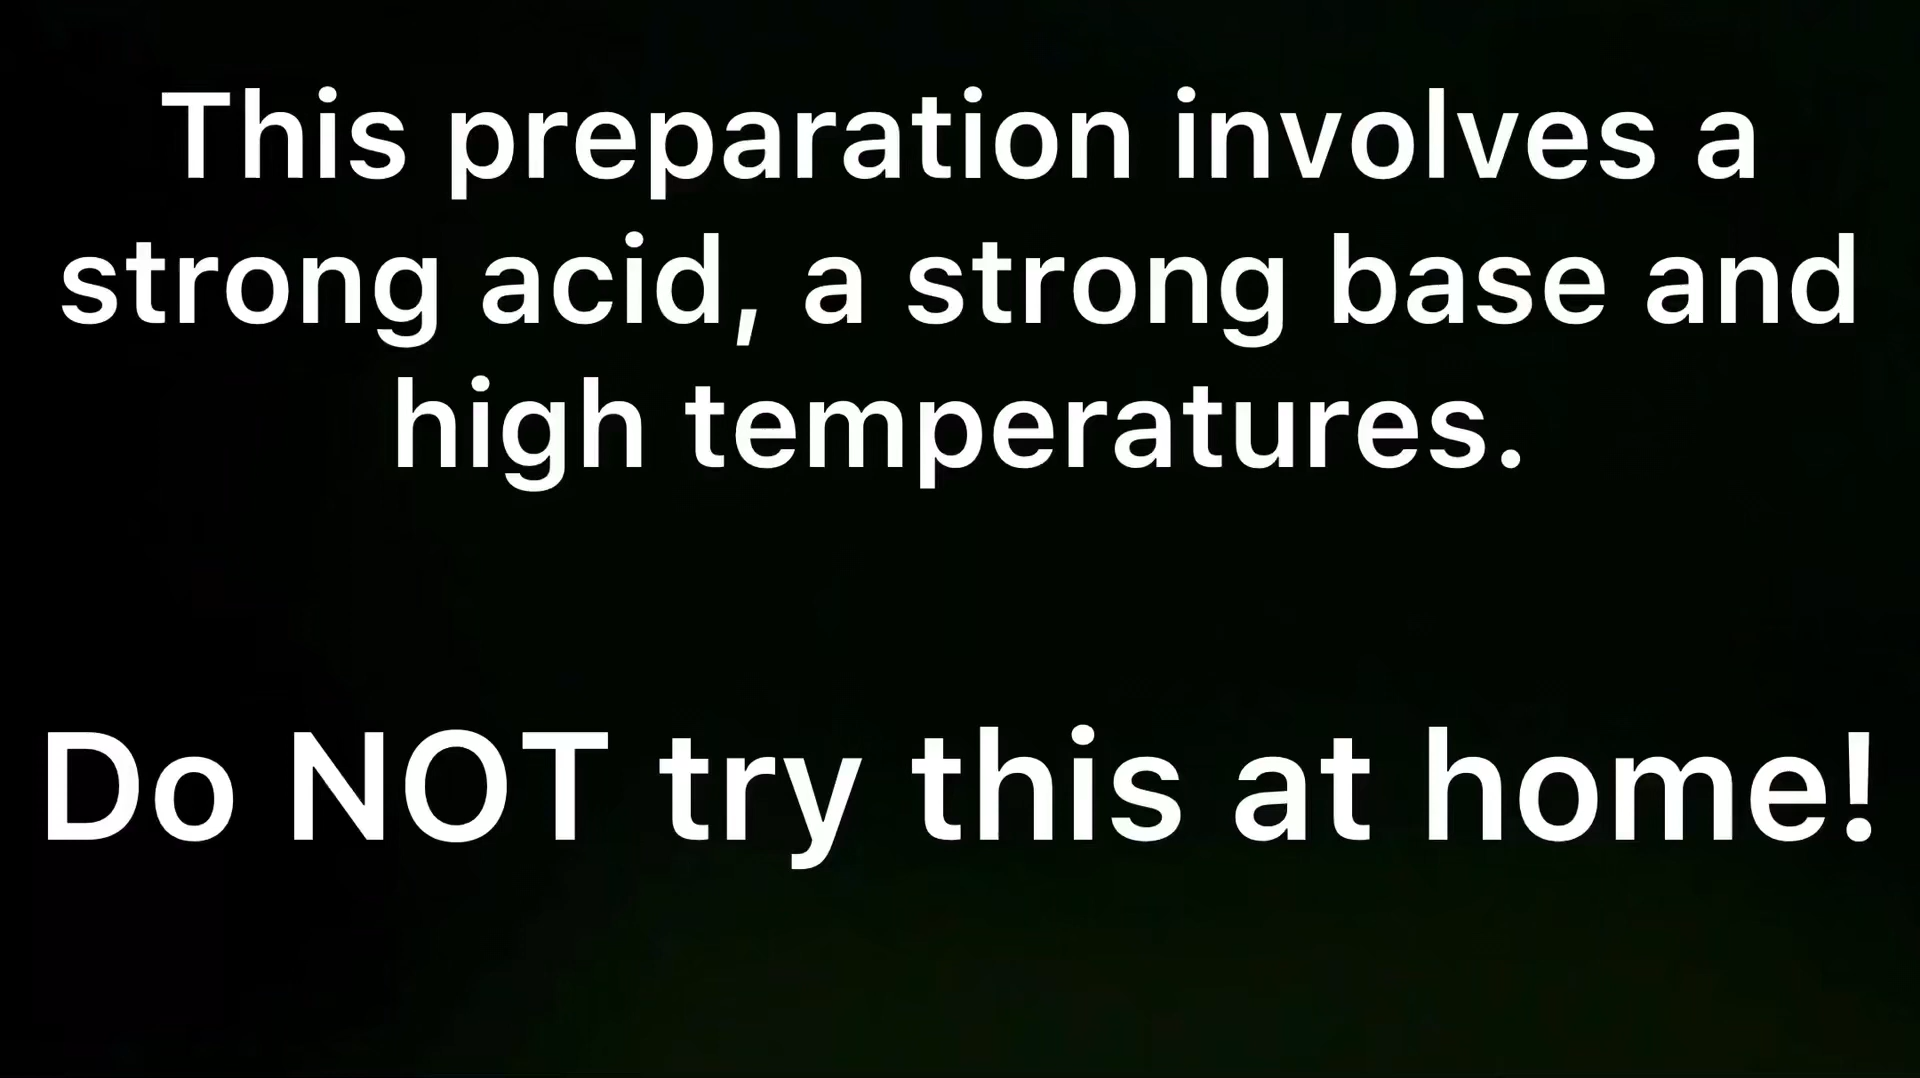 This preparation involves a
strong acid, a strong base and
high temperatures.
Do NOT try this at home!